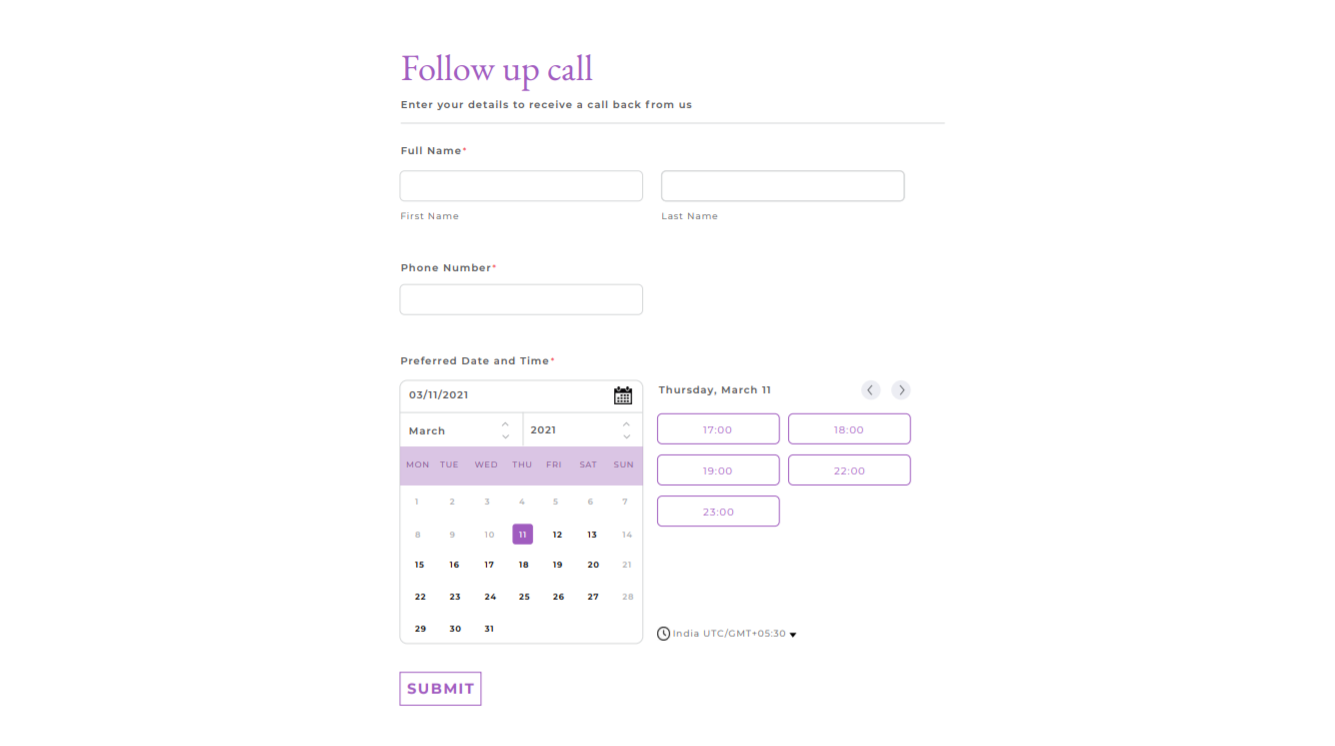 Follow up call
Enter your details to receive a call back from us
Full Name*
First Name
Last Name
Phone Number*
Preferred Date and Time*
03/11/2021
March 2021
MON TUE WED THU FRI SAT SUN
1 2 3 4 5 6 7
8 9 10 11 12 13 14
15 16 17 18 19 20 21
22 23 24 25 26 27 28
29 30 31
Thursday, March 11
17:00 18:00
19:00 22:00
23:00
India UTC/GMT+05:30
SUBMIT